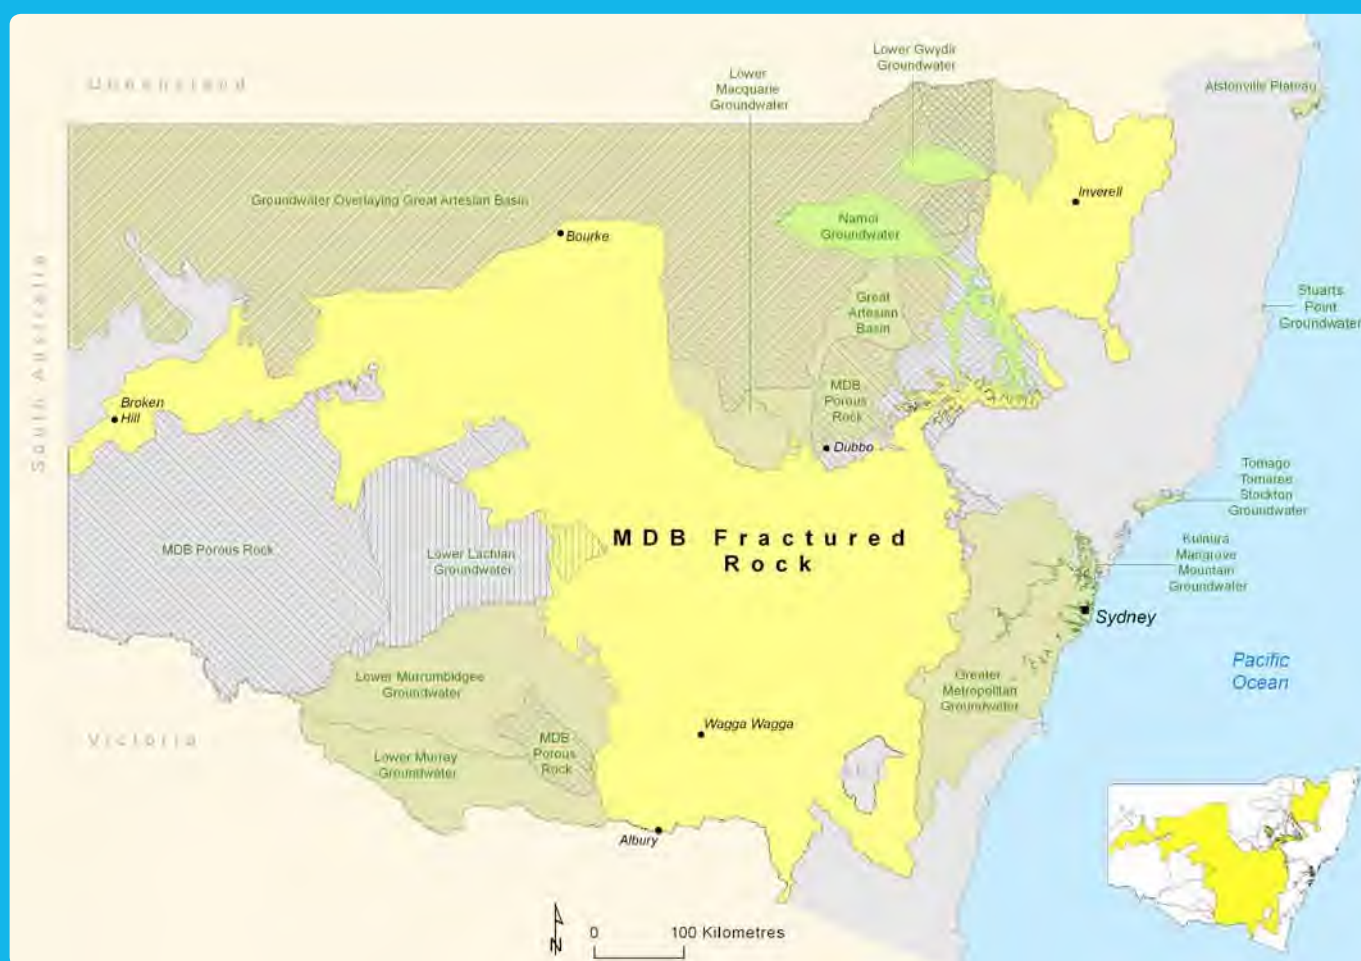 Queensland
Lower Gwydir
Groundwater
Lower
Macquarie
Groundwater
Alstonville Plateau
Groundwater Overlaying Great Artesian Basin
Inverell
Namoi
Groundwater
Bourke
South Australia
Great
Artesian
Basin
Stuarts
Point
Groundwater
MDB
Porous
Rock
Broken
Hill
Dubbo
Tomago
Tomaree
Stockton
Groundwater
MDB Fractured
Rock
MDB Porous Rock
Lower Lachlan
Groundwater
Kulnura
Mangrove
Mountain
Groundwater
Sydney
Pacific
Ocean
Lower Murrumbidgee
Groundwater
Greater
Metropolitan
Groundwater
Wagga Wagga
Victoria
MDB
Porous
Rock
Lower Murray
Groundwater
Albury
N
0 100 Kilometres